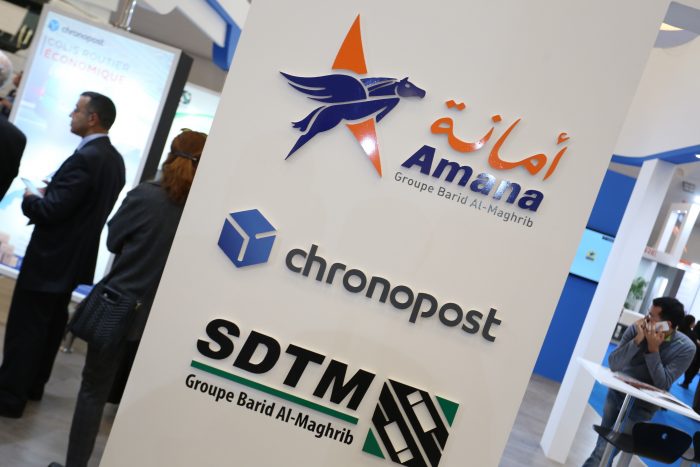 chronopost
COLIS ROUTIER
ÉCONOMIQUE
أمانة
Amana
Groupe Barid Al-Maghrib
chronopost
SDTM
Groupe Barid Al-Maghrib